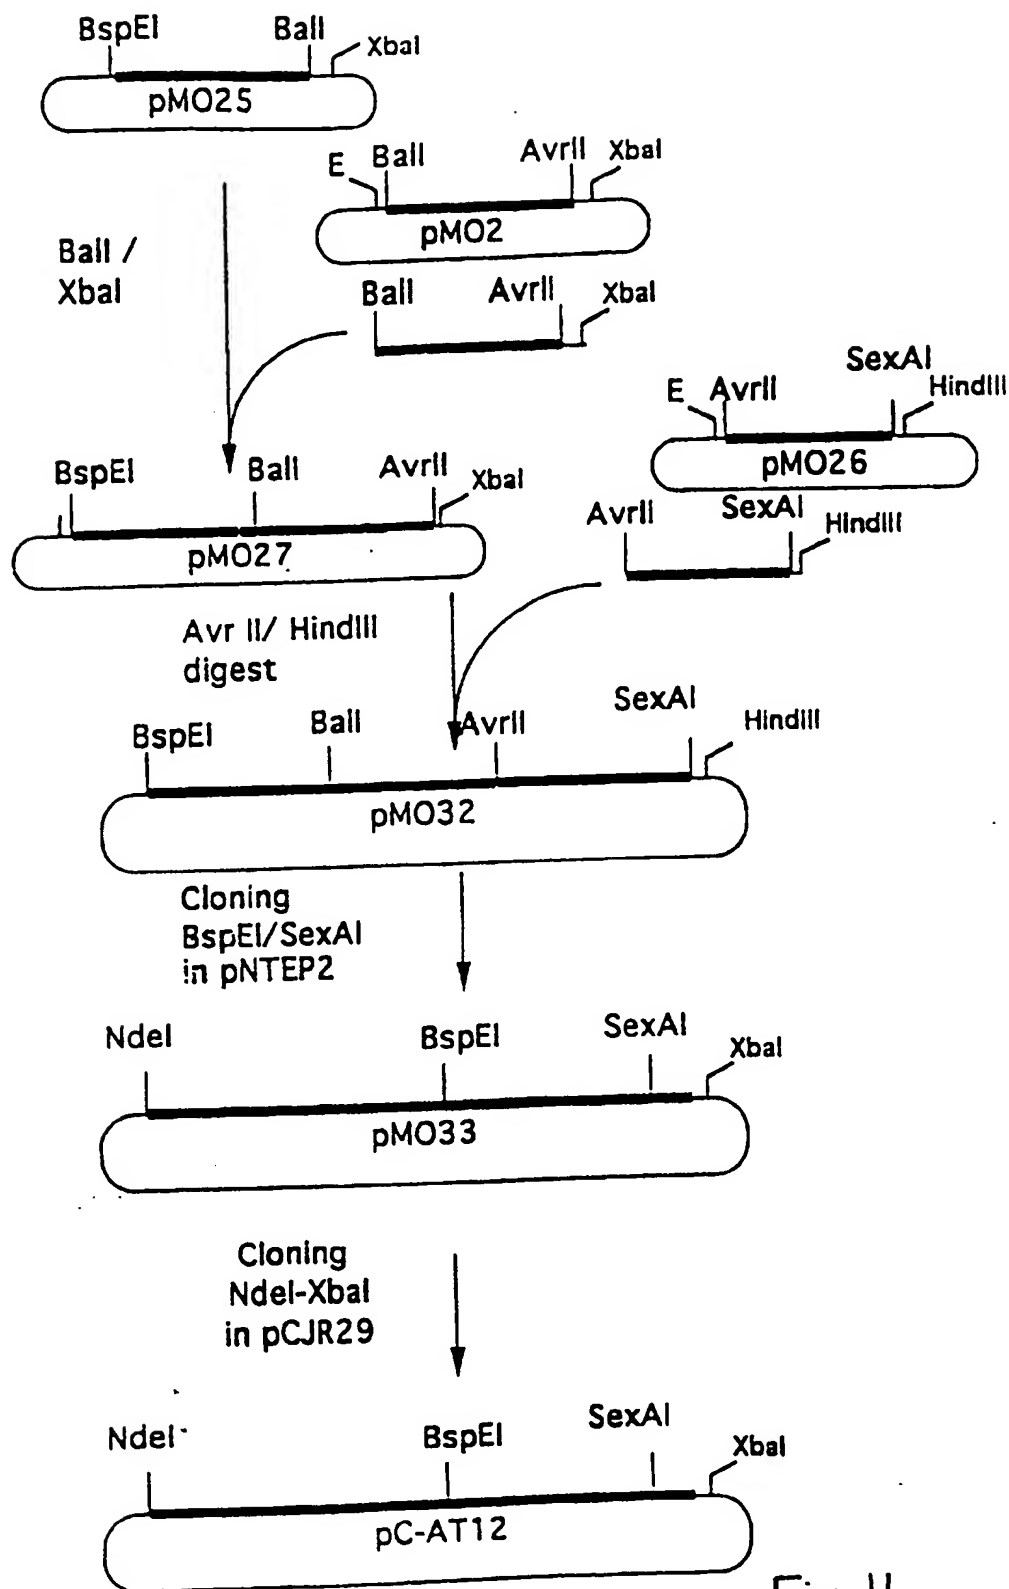 BspEI BalI XbaI
pMO25
E BalI AvrII XbaI
pMO2
BalI /
XbaI
BalI AvrII XbaI
SexAI
E AvrII HindIII
pMO26
BspEI BalI AvrII XbaI
pMO27
AvrII SexAI HindIII
Avr II/ HindIII
digest
BspEI BalI AvrII SexAI HindIII
pMO32
Cloning
BspEI/SexAI
in pNTEP2
NdeI BspEI SexAI XbaI
pMO33
Cloning
NdeI-XbaI
in pCJR29
NdeI BspEI SexAI XbaI
pC-AT12